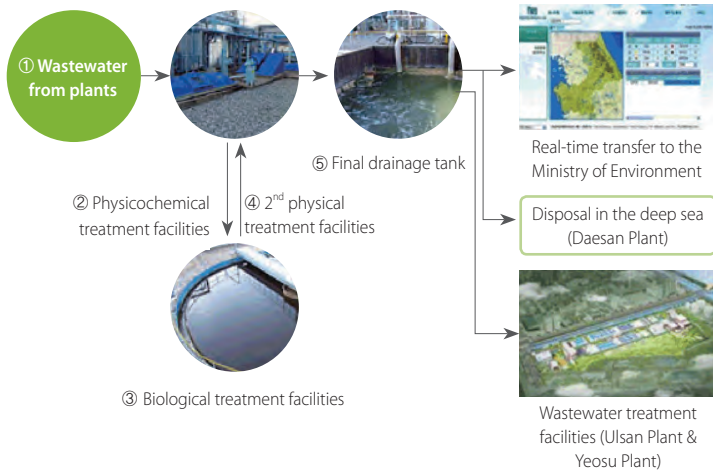 ① Wastewater
from plants
② Physicochemical
treatment facilities
④ 2nd physical
treatment facilities
③ Biological treatment facilities
⑤ Final drainage tank
Real-time transfer to the
Ministry of Environment
Disposal in the deep sea
(Daesan Plant)
Wastewater treatment
facilities (Ulsan Plant &
Yeosu Plant)